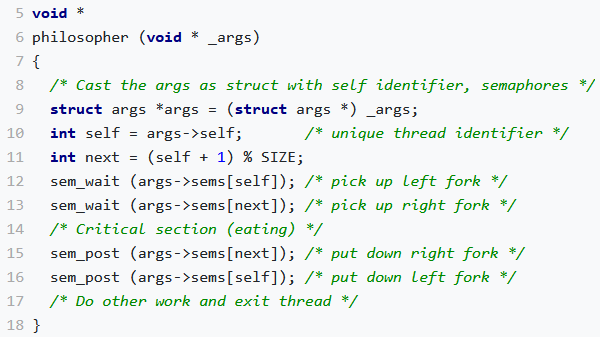 5 void *
6 philosopher (void * _args)
7 {
8   /* Cast the args as struct with self identifier, semaphores */
9   struct args *args = (struct args *) _args;
10   int self = args->self;       /* unique thread identifier */
11   int next = (self + 1) % SIZE;
12   sem_wait (args->sems[self]); /* pick up left fork */
13   sem_wait (args->sems[next]); /* pick up right fork */
14   /* Critical section (eating) */
15   sem_post (args->sems[next]); /* put down right fork */
16   sem_post (args->sems[self]); /* put down left fork */
17   /* Do other work and exit thread */
18 }